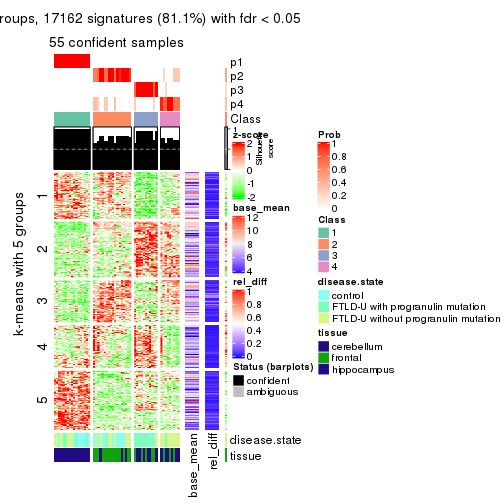 roups, 17162 signatures (81.1%) with fdr < 0.05
55 confident samples
p1
p2
p3
p4
Class
1
Silhouette
score
k-means with 5 groups
1
2
3
4
5
z-score
2
1
0
-1
-2
base_mean
12
10
8
6
4
rel_diff
1
0.8
0.6
0.4
0.2
0
Status (barplots)
confident
ambiguous
Prob
1
0.8
0.6
0.4
0.2
0
Class
1
2
3
4
disease.state
control
FTLD-U with progranulin mutation
FTLD-U without progranulin mutation
tissue
cerebellum
frontal
hippocampus
disease.state
tissue
base_mean
rel_diff